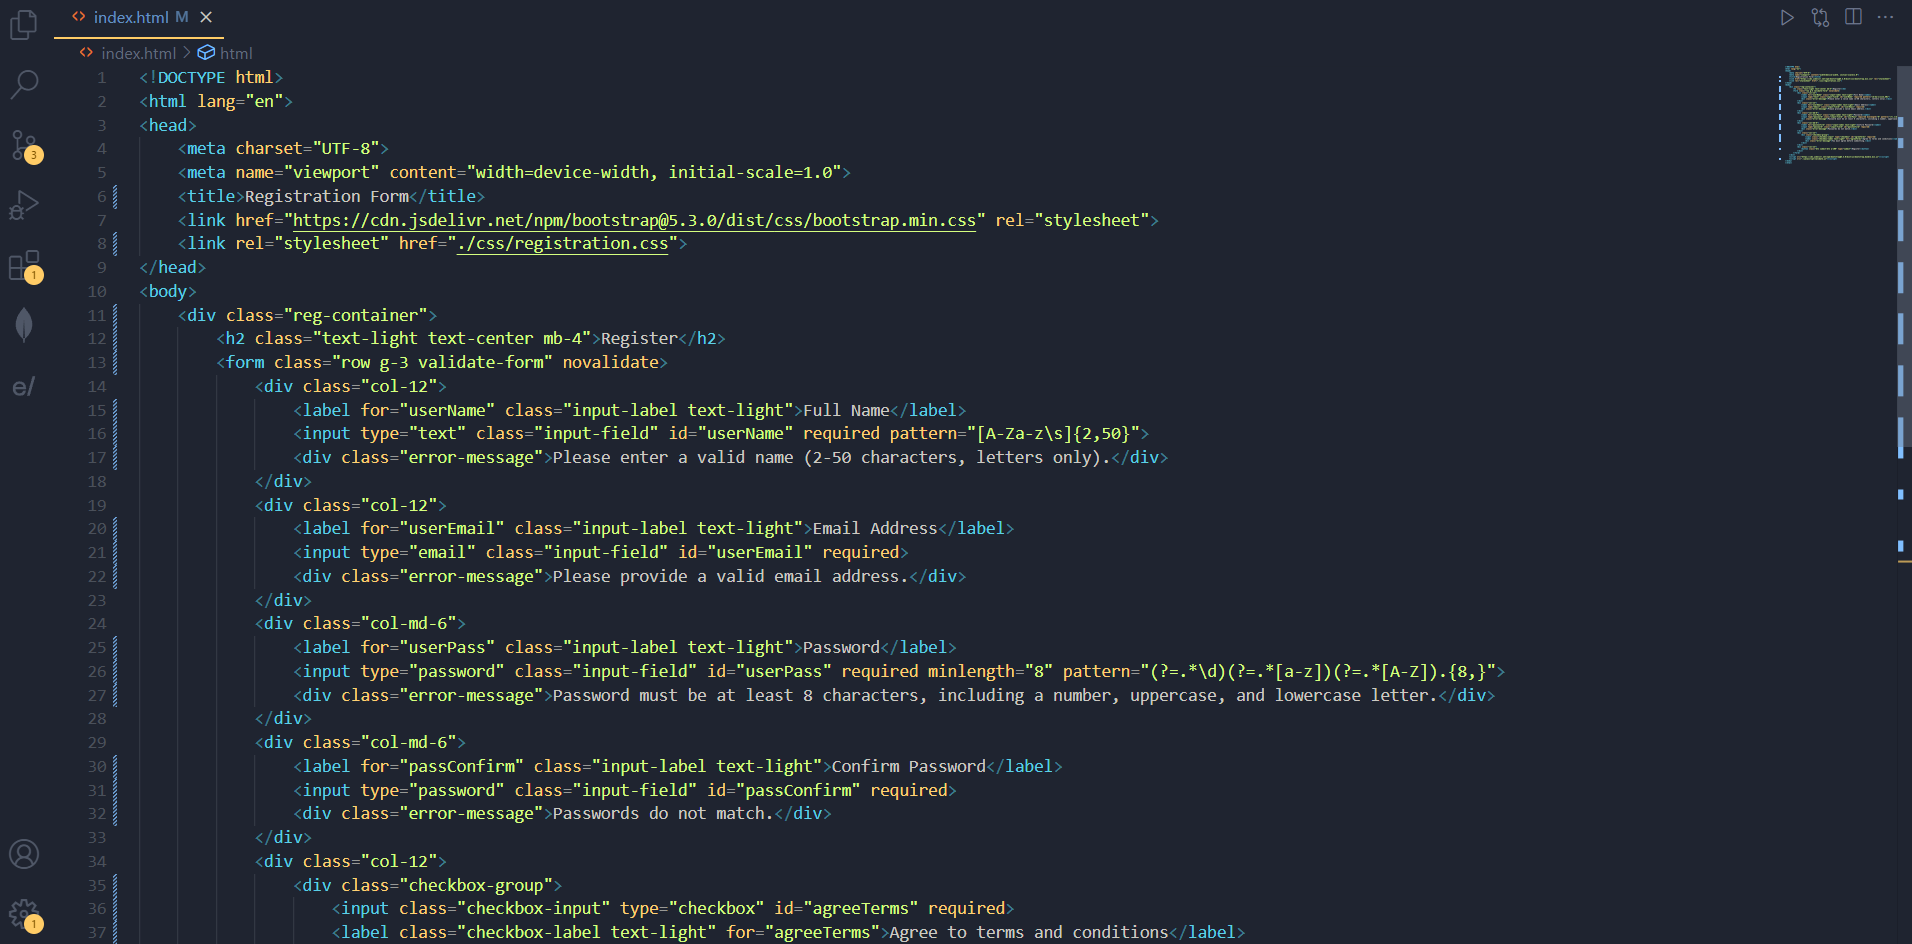 index.html M
index.html > html
1 <!DOCTYPE html>
2 <html lang="en">
3 <head>
4     <meta charset="UTF-8">
5     <meta name="viewport" content="width=device-width, initial-scale=1.0">
6     <title>Registration Form</title>
7     <link href="https://cdn.jsdelivr.net/npm/bootstrap@5.3.0/dist/css/bootstrap.min.css" rel="stylesheet">
8     <link rel="stylesheet" href="./css/registration.css">
9 </head>
10 <body>
11     <div class="reg-container">
12         <h2 class="text-light text-center mb-4">Register</h2>
13         <form class="row g-3 validate-form" novalidate>
14             <div class="col-12">
15                 <label for="userName" class="input-label text-light">Full Name</label>
16                 <input type="text" class="input-field" id="userName" required pattern="[A-Za-z\s]{2,50}">
17                 <div class="error-message">Please enter a valid name (2-50 characters, letters only).</div>
18             </div>
19             <div class="col-12">
20                 <label for="userEmail" class="input-label text-light">Email Address</label>
21                 <input type="email" class="input-field" id="userEmail" required>
22                 <div class="error-message">Please provide a valid email address.</div>
23             </div>
24             <div class="col-md-6">
25                 <label for="userPass" class="input-label text-light">Password</label>
26                 <input type="password" class="input-field" id="userPass" required minlength="8" pattern="(?=.*\d)(?=.*[a-z])(?=.*[A-Z]).{8,}">
27                 <div class="error-message">Password must be at least 8 characters, including a number, uppercase, and lowercase letter.</div>
28             </div>
29             <div class="col-md-6">
30                 <label for="passConfirm" class="input-label text-light">Confirm Password</label>
31                 <input type="password" class="input-field" id="passConfirm" required>
32                 <div class="error-message">Passwords do not match.</div>
33             </div>
34             <div class="col-12">
35                 <div class="checkbox-group">
36                     <input class="checkbox-input" type="checkbox" id="agreeTerms" required>
37                     <label class="checkbox-label text-light" for="agreeTerms">Agree to terms and conditions</label>
3
1
e/
1